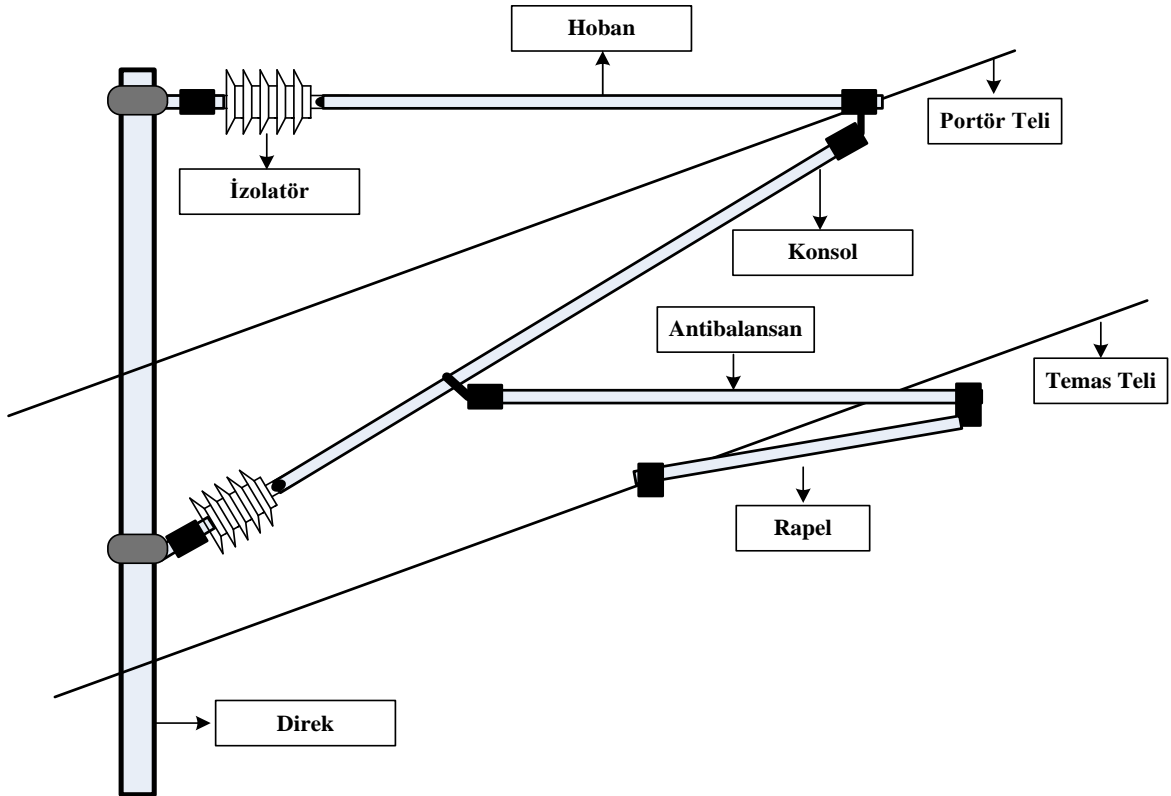 Hoban
Portör Teli
İzolatör
Konsol
Antibalansan
Temas Teli
Rapel
Direk